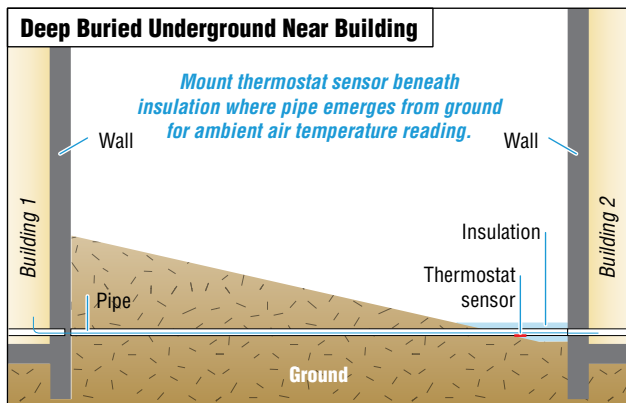 Deep Buried Underground Near Building
Mount thermostat sensor beneath
insulation where pipe emerges from ground
for ambient air temperature reading.
Wall
Wall
Building 1
Building 2
Insulation
Thermostat
sensor
Pipe
Ground